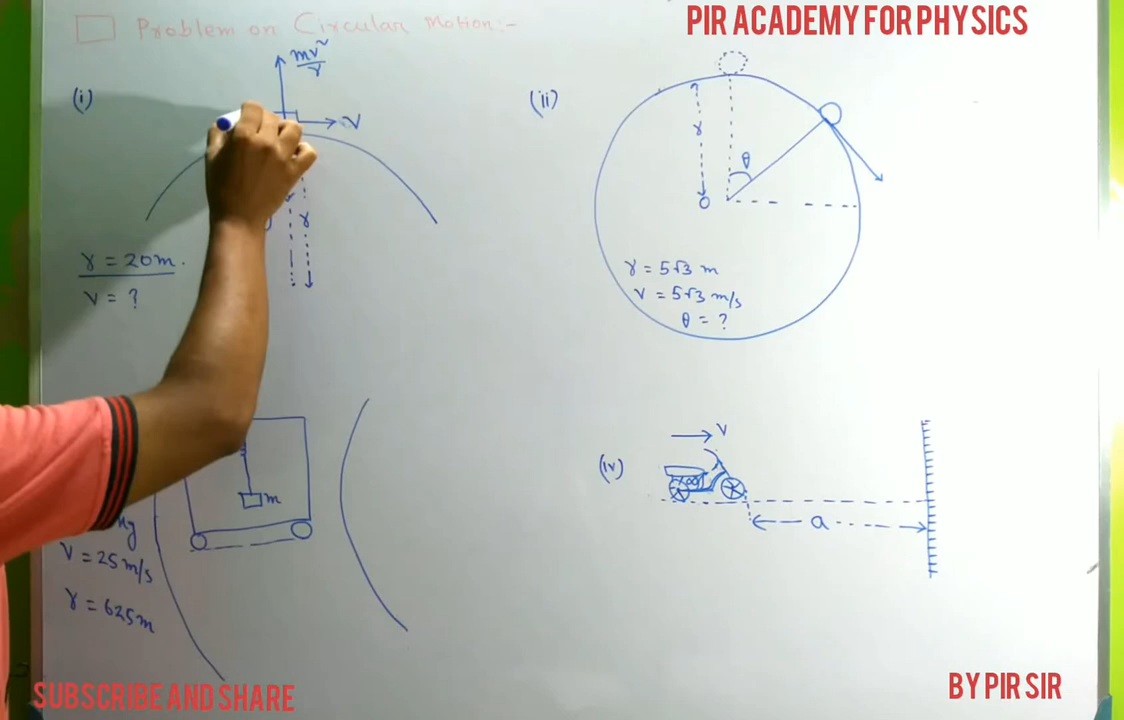 PIR ACADEMY FOR PHYSICS
Problem on Circular Motion:-
(i)
mv²/r
V
r
r = 20m.
v = ?
(ii)
r
θ
O
r = 5√3 m
v = 5√3 m/s
θ = ?
m
V = 25 m/s
r = 625m
(iv)
V
a
SUBSCRIBE AND SHARE
BY PIR SIR